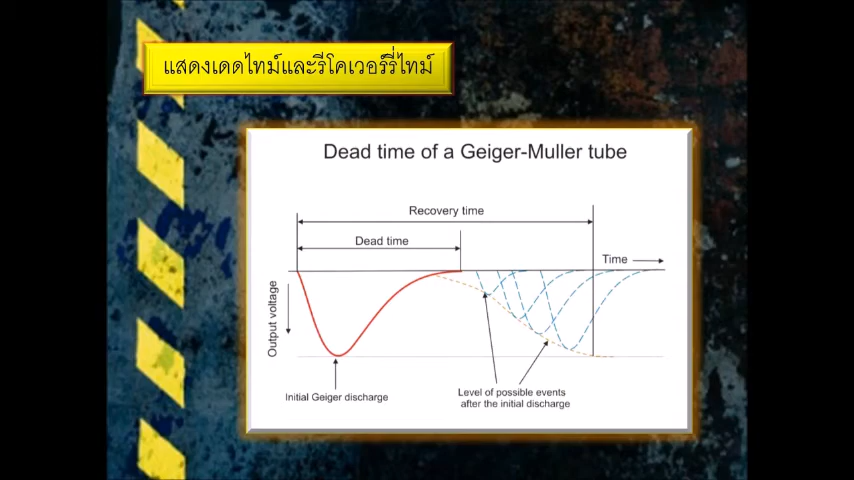 แสดงเดดไทม์และรีโคเวอร์รี่ไทม์
Dead time of a Geiger-Muller tube
Recovery time
Dead time
Time
Output voltage
Initial Geiger discharge
Level of possible events
after the initial discharge